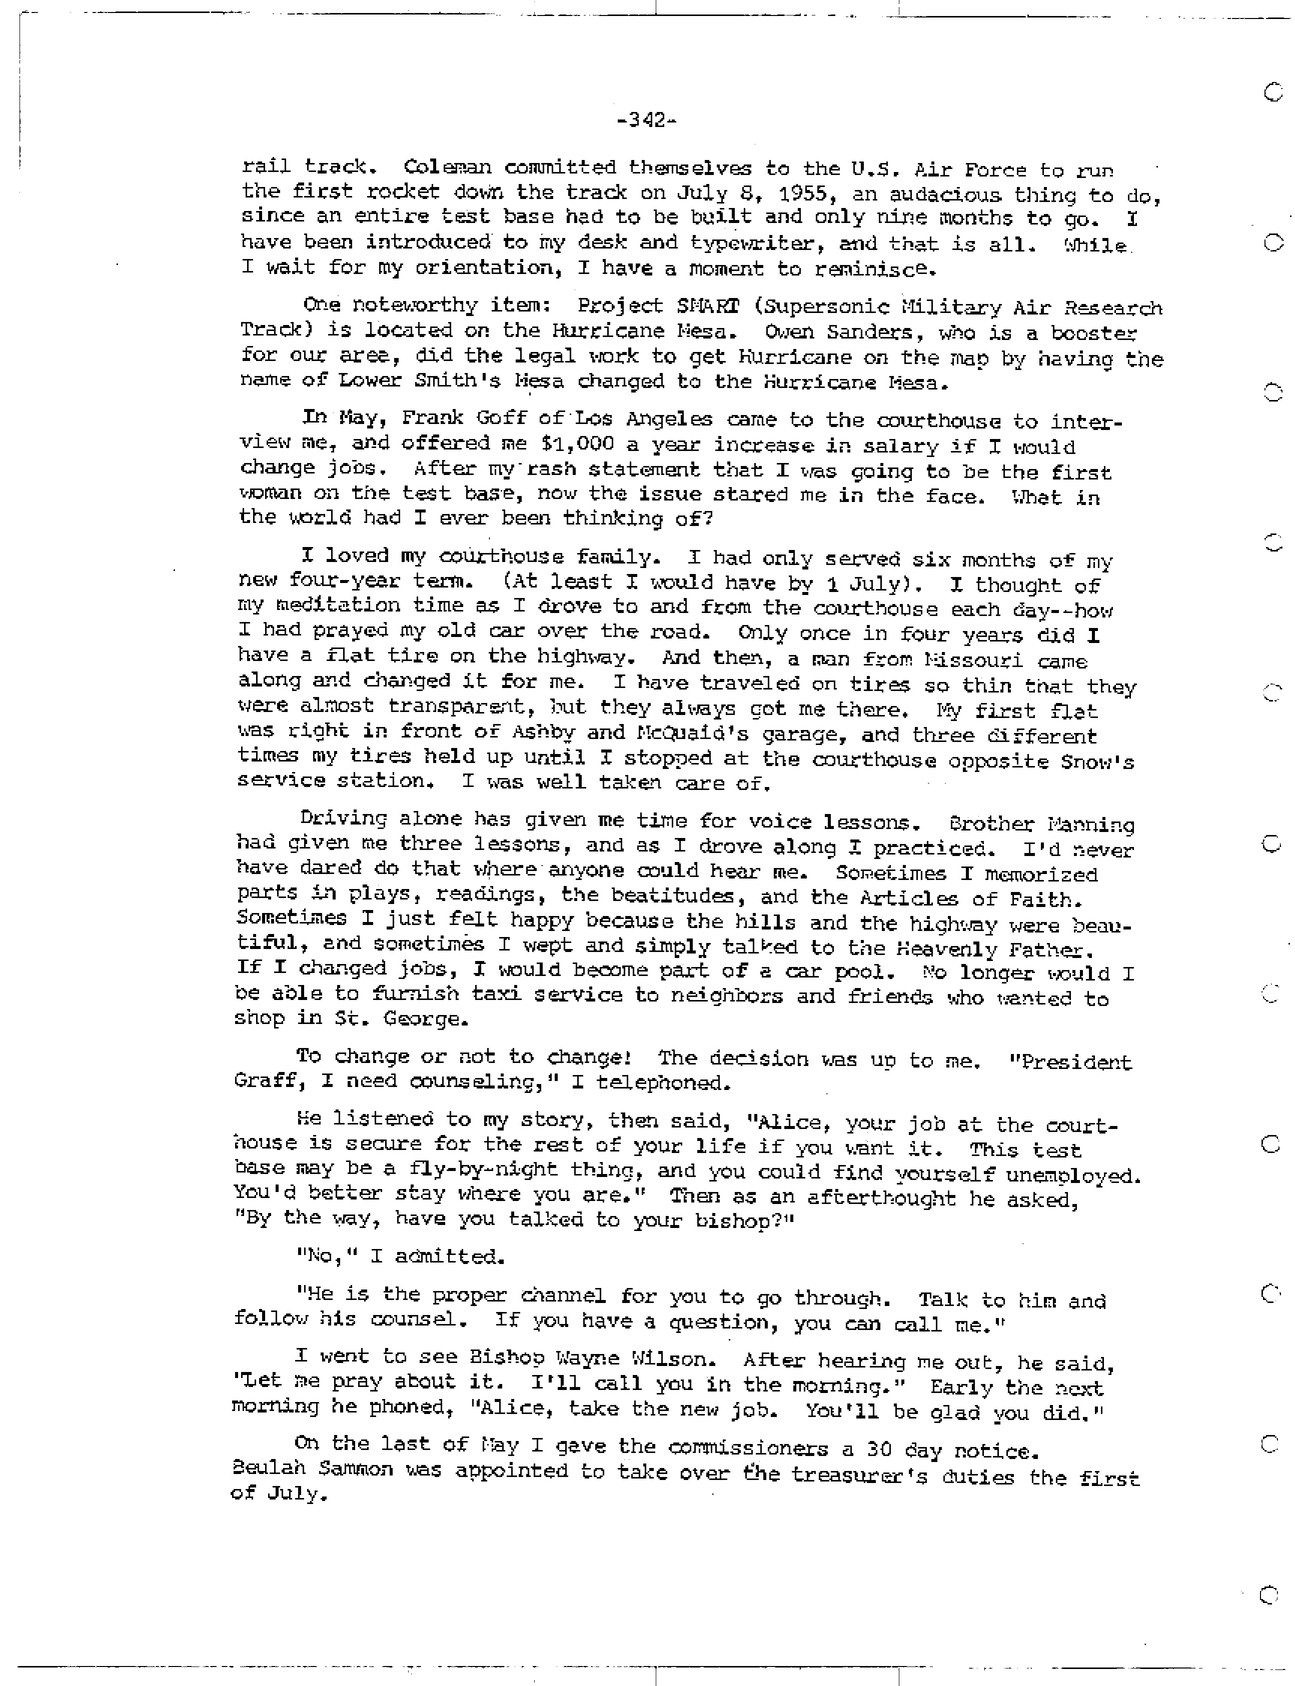 -342-
rail track. Coleman committed themselves to the U.S. Air Force to run
the first rocket down the track on July 8, 1955, an audacious thing to do,
since an entire test base had to be built and only nine months to go. I
have been introduced to my desk and typewriter, and that is all. While
I wait for my orientation, I have a moment to reminisce.
One noteworthy item: Project SMART (Supersonic Military Air Research
Track) is located on the Hurricane Mesa. Owen Sanders, who is a booster
for our area, did the legal work to get Hurricane on the map by having the
name of Lower Smith's Mesa changed to the Hurricane Mesa.
In May, Frank Goff of Los Angeles came to the courthouse to inter-
view me, and offered me $1,000 a year increase in salary if I would
change jobs. After my rash statement that I was going to be the first
woman on the test base, now the issue stared me in the face. What in
the world had I ever been thinking of?
I loved my courthouse family. I had only served six months of my
new four-year term. (At least I would have by 1 July). I thought of
my meditation time as I drove to and from the courthouse each day--how
I had prayed my old car over the road. Only once in four years did I
have a flat tire on the highway. And then, a man from Missouri came
along and changed it for me. I have traveled on tires so thin that they
were almost transparent, but they always got me there. My first flat
was right in front of Ashby and McQuaid's garage, and three different
times my tires held up until I stopped at the courthouse opposite Snow's
service station. I was well taken care of.
Driving alone has given me time for voice lessons. Brother Manning
had given me three lessons, and as I drove along I practiced. I'd never
have dared do that where anyone could hear me. Sometimes I memorized
parts in plays, readings, the beatitudes, and the Articles of Faith.
Sometimes I just felt happy because the hills and the highway were beau-
tiful, and sometimes I wept and simply talked to the Heavenly Father.
If I changed jobs, I would become part of a car pool. No longer would I
be able to furnish taxi service to neighbors and friends who wanted to
shop in St. George.
To change or not to change! The decision was up to me. "President
Graff, I need counseling," I telephoned.
He listened to my story, then said, "Alice, your job at the court-
house is secure for the rest of your life if you want it. This test
base may be a fly-by-night thing, and you could find yourself unemployed.
You'd better stay where you are." Then as an afterthought he asked,
"By the way, have you talked to your bishop?"
"No," I admitted.
"He is the proper channel for you to go through. Talk to him and
follow his counsel. If you have a question, you can call me."
I went to see Bishop Wayne Wilson. After hearing me out, he said,
"Let me pray about it. I'll call you in the morning." Early the next
morning he phoned, "Alice, take the new job. You'll be glad you did."
On the last of May I gave the commissioners a 30 day notice.
Beulah Sammon was appointed to take over the treasurer's duties the first
of July.